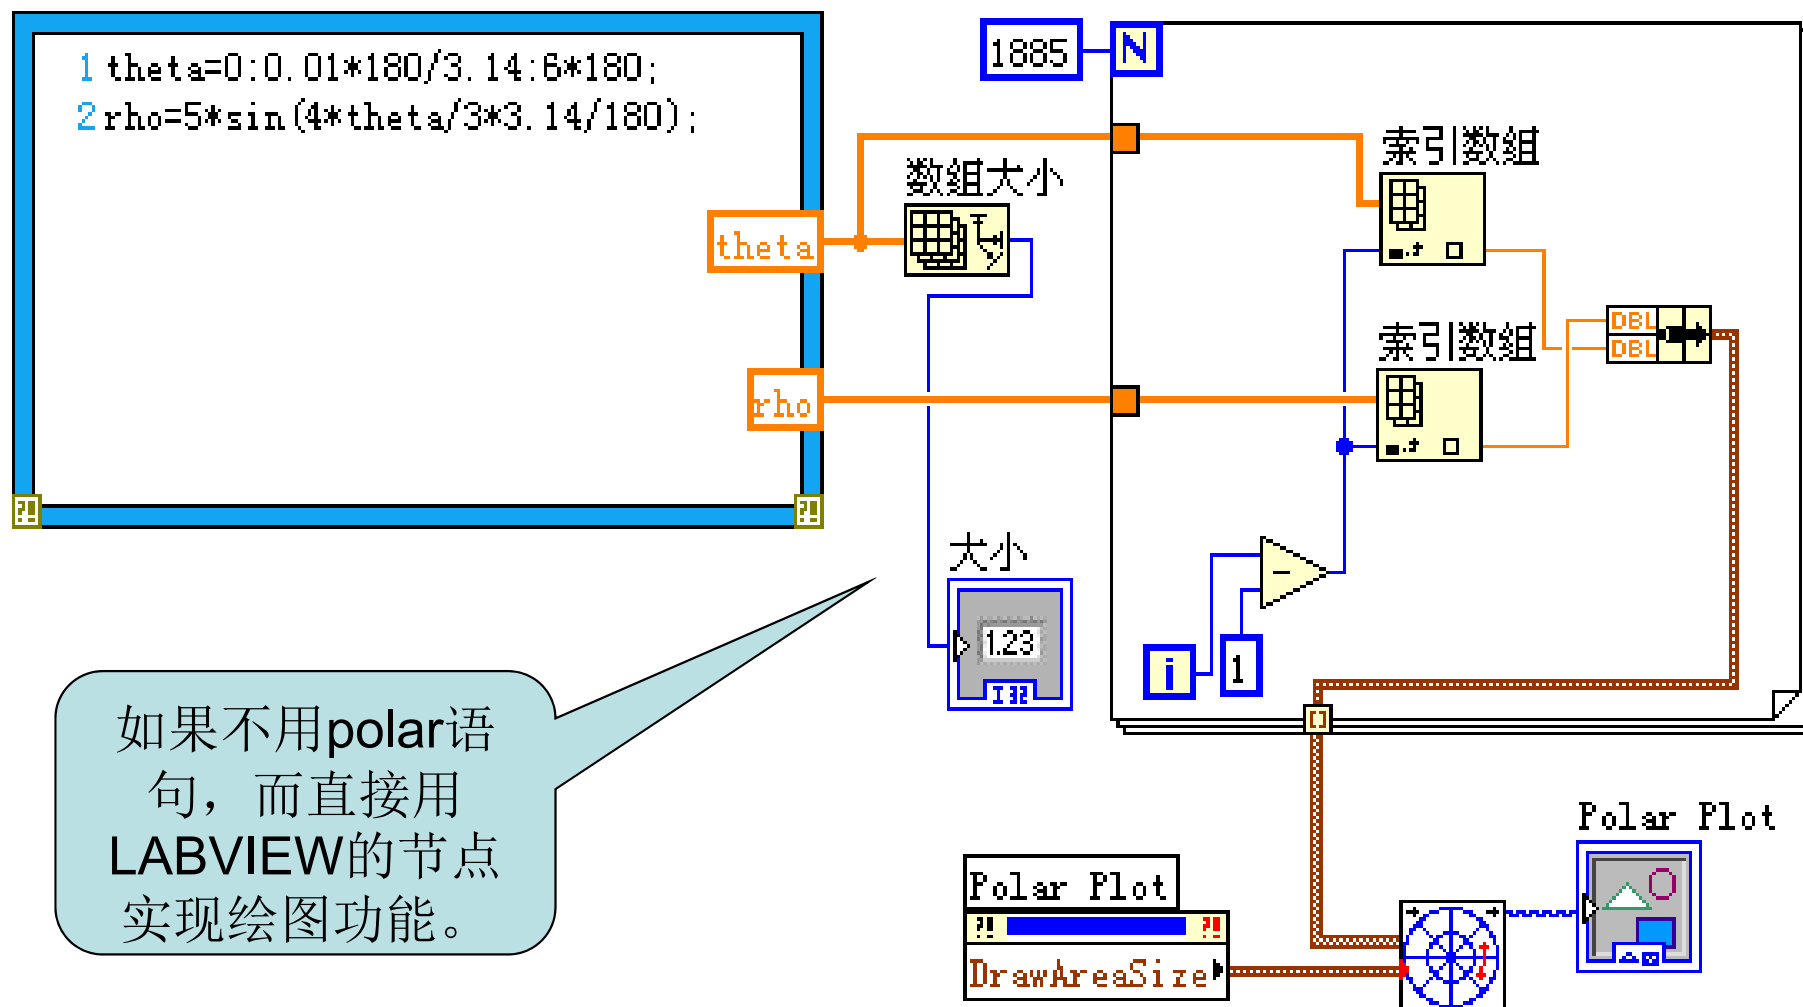 1 theta=0:0.01*180/3.14:6*180;
2 rho=5*sin(4*theta/3*3.14/180);
1885
N
数组大小
索引数组
theta
DBL
DBL
索引数组
rho
大小
1.23
I32
i
1
如果不用polar语
句，而直接用
LABVIEW的节点
实现绘图功能。
Polar Plot
Polar Plot
?! ?!
DrawAreaSize